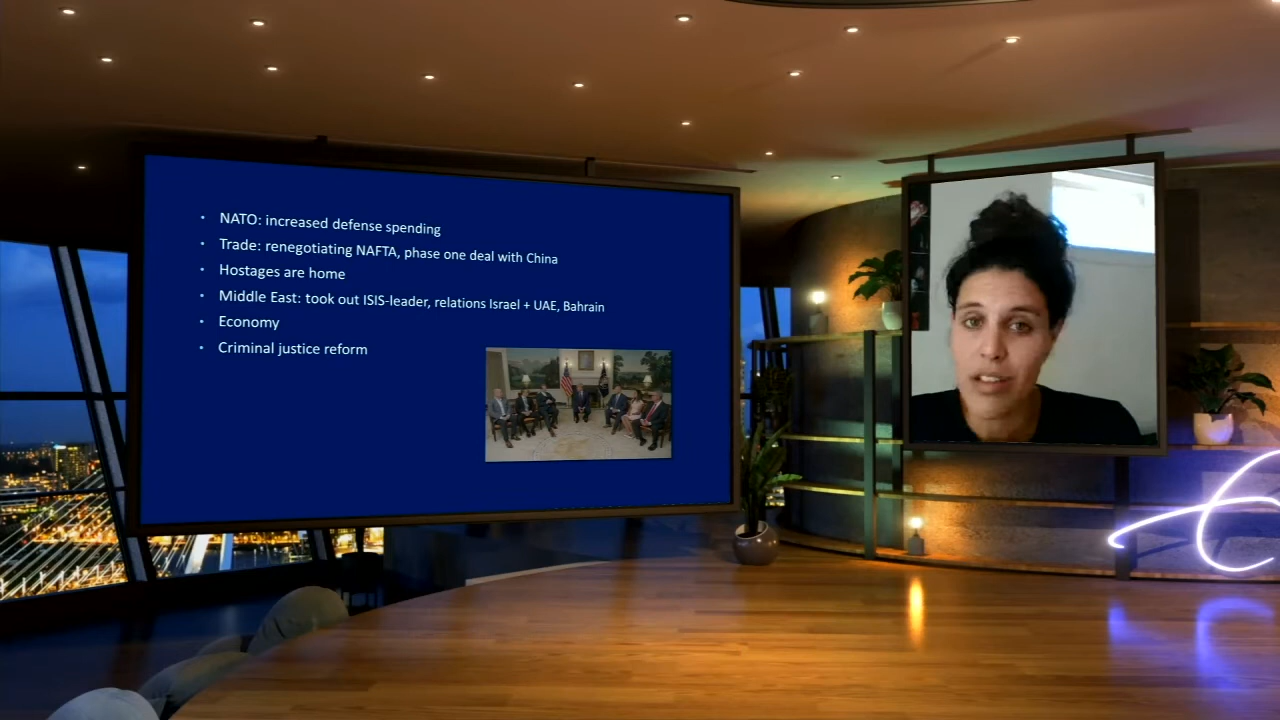 • NATO: increased defense spending
• Trade: renegotiating NAFTA, phase one deal with China
• Hostages are home
• Middle East: took out ISIS-leader, relations Israel + UAE, Bahrain
• Economy
• Criminal justice reform